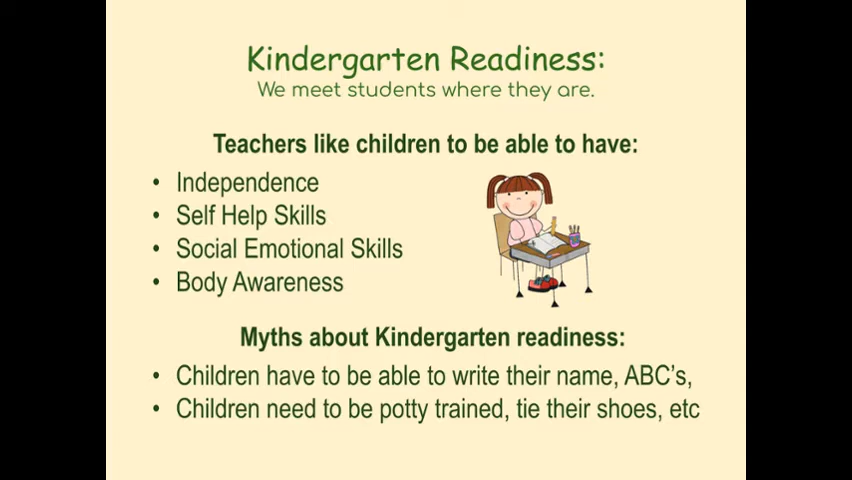 Kindergarten Readiness:
We meet students where they are.
Teachers like children to be able to have:
• Independence
• Self Help Skills
• Social Emotional Skills
• Body Awareness
Myths about Kindergarten readiness:
• Children have to be able to write their name, ABC's,
• Children need to be potty trained, tie their shoes, etc